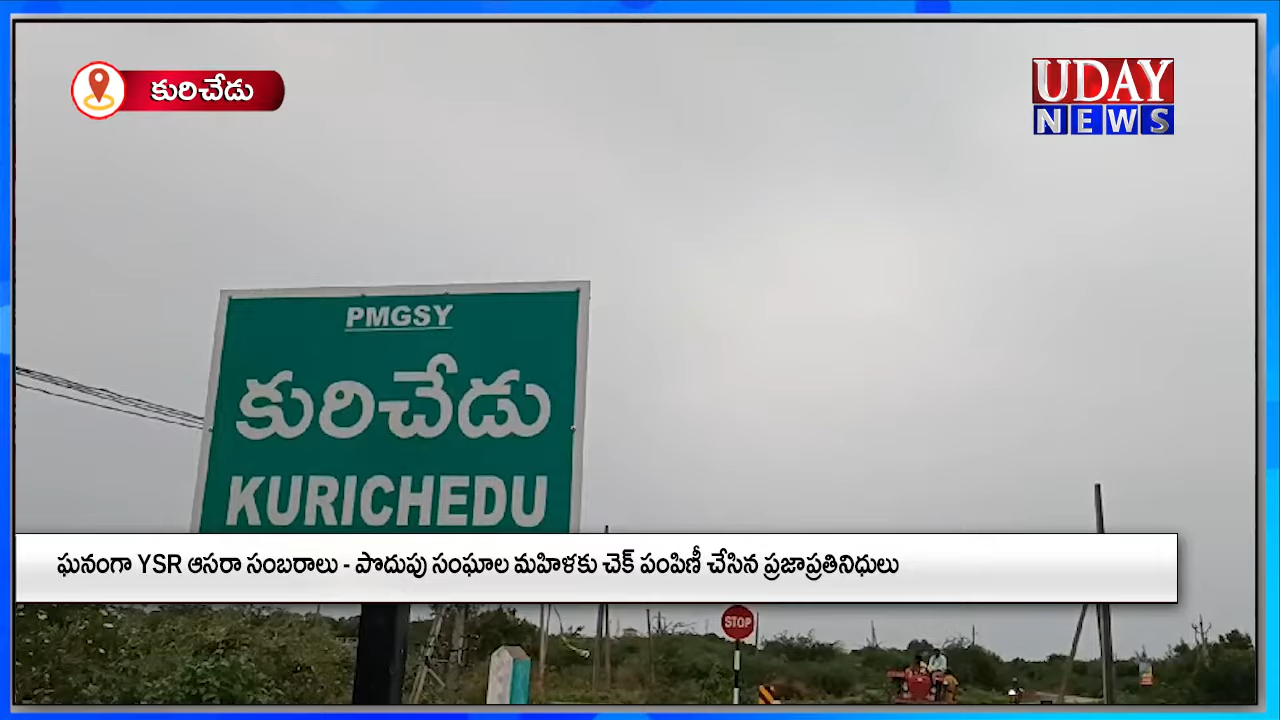 కురిచేడు
UDAY
NEWS
PMGSY
కురిచేడు
KURICHEDU
ఘనంగా YSR ఆసరా సంబరాలు - పొదుపు సంఘాల మహిళకు చెక్ పంపిణీ చేసిన ప్రజాప్రతినిధులు
STOP